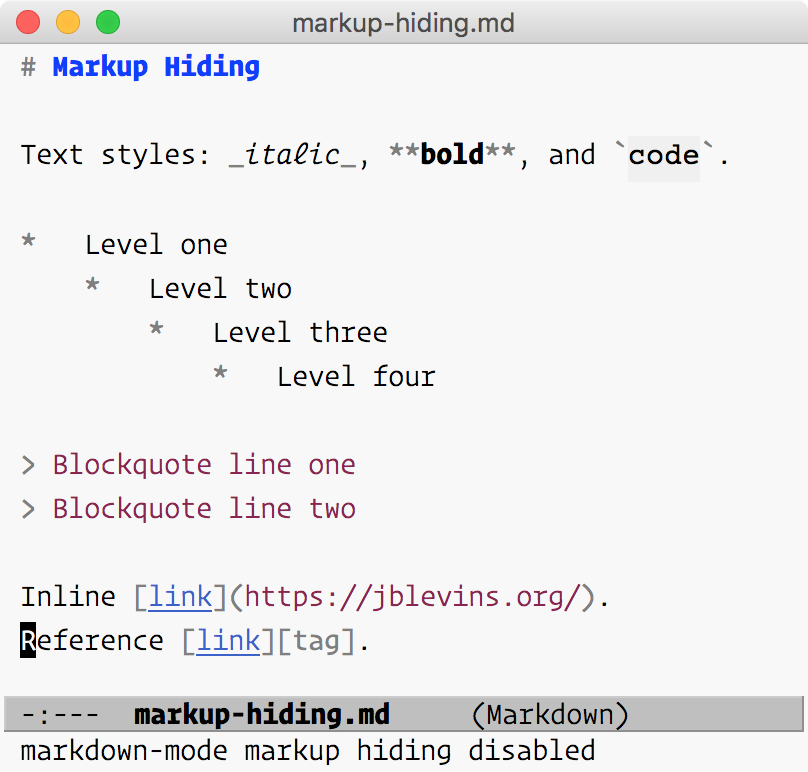 markup-hiding.md
# Markup Hiding
Text styles: _italic_, **bold**, and `code`.
*   Level one
    *   Level two
        *   Level three
            *   Level four
> Blockquote line one
> Blockquote line two
Inline [link](https://jblevins.org/).
Reference [link][tag].
-:---  markup-hiding.md     (Markdown)
markdown-mode markup hiding disabled